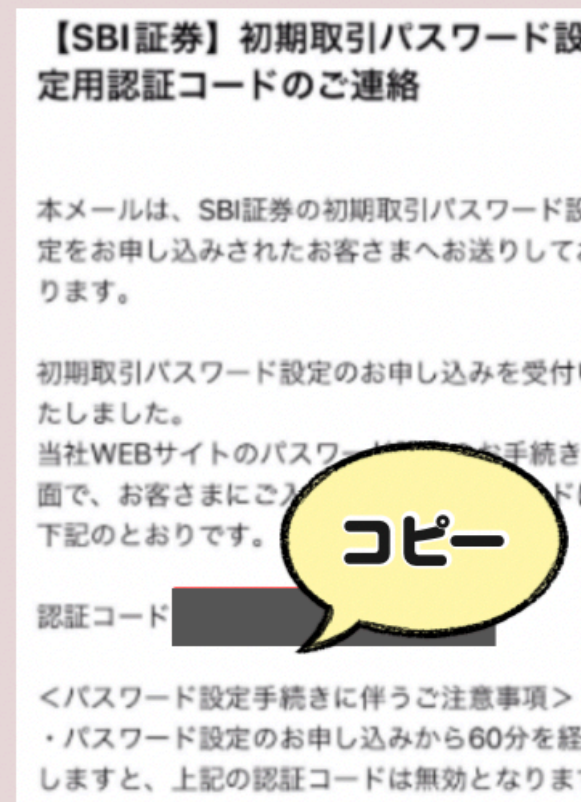 【SBI証券】初期取引パスワード設
定用認証コードのご連絡
本メールは、SBI証券の初期取引パスワード設
定をお申し込みされたお客さまへお送りしてお
ります。
初期取引パスワード設定のお申し込みを受付い
たしました。
当社WEBサイトのパスワー お手続き
面で、お客さまにご入
下記のとおりです。
コピー
認証コード
＜パスワード設定手続きに伴うご注意事項＞
・パスワード設定のお申し込みから60分を経
しますと、上記の認証コードは無効となりま